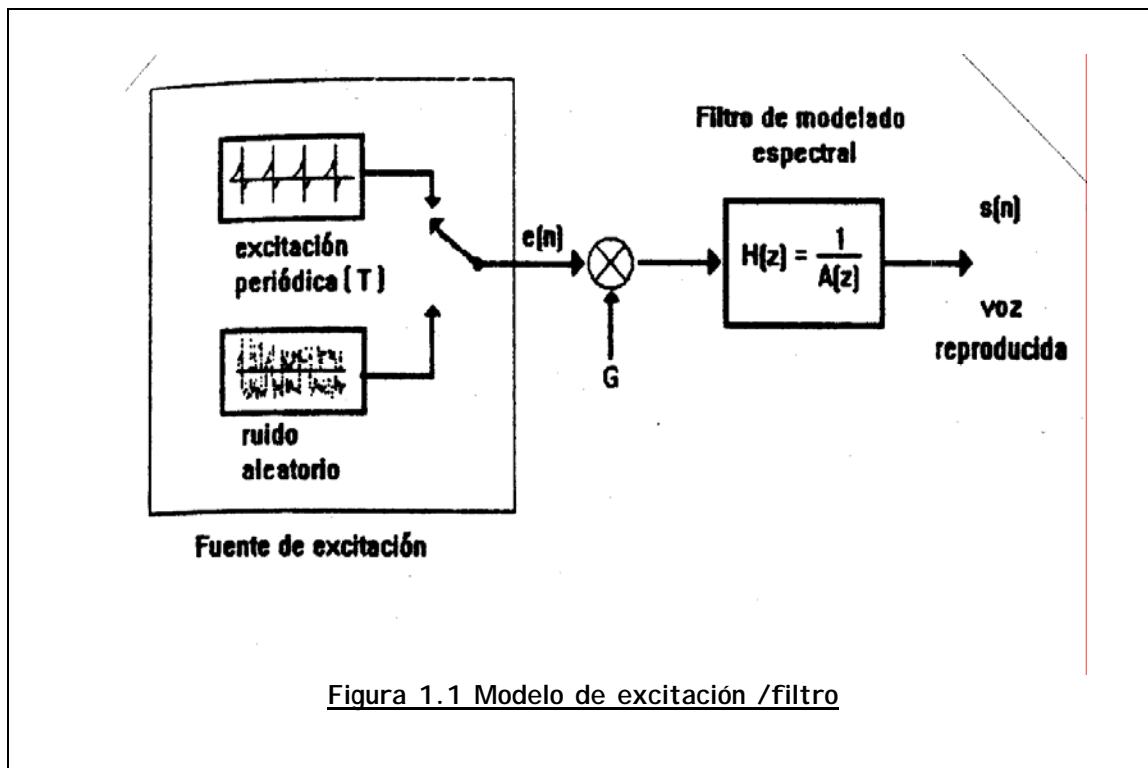 excitación
periódica ( T )
ruido
aleatorio
Fuente de excitación
e(n)
G
Filtro de modelado
espectral
H(z) = 1 / A(z)
s(n)
voz
reproducida
Figura 1.1 Modelo de excitación /filtro